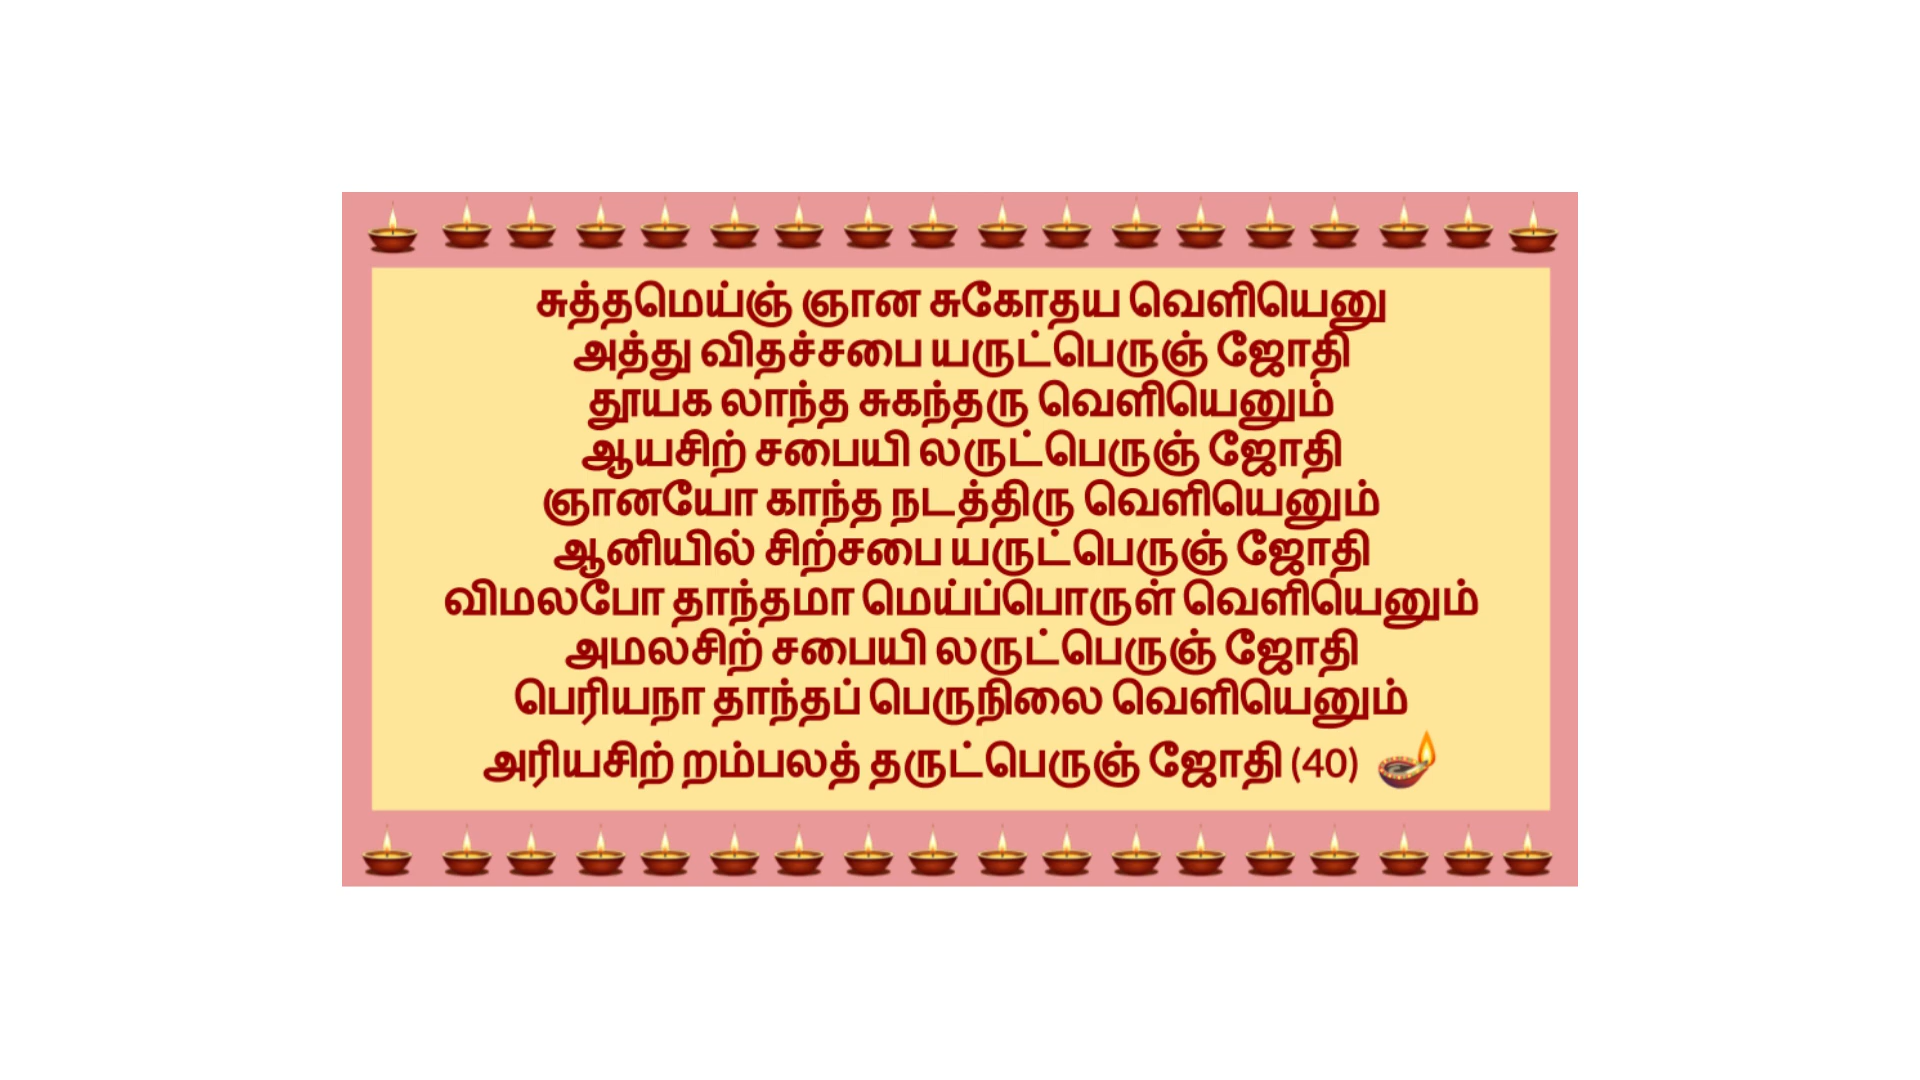 சுத்தமெய்ஞ் ஞான சுகோதய வெளியெனு
அத்து விதச்சபை யருட்பெருஞ் ஜோதி
தூயக லாந்த சுகந்தரு வெளியெனும்
ஆயசிற் சபையி லருட்பெருஞ் ஜோதி
ஞானயோ காந்த நடத்திரு வெளியெனும்
ஆனியில் சிற்சபை யருட்பெருஞ் ஜோதி
விமலபோ தாந்தமா மெய்ப்பொருள் வெளியெனும்
அமலசிற் சபையி லருட்பெருஞ் ஜோதி
பெரியநா தாந்தப் பெருநிலை வெளியெனும்
அரியசிற் றம்பலத் தருட்பெருஞ் ஜோதி (40)